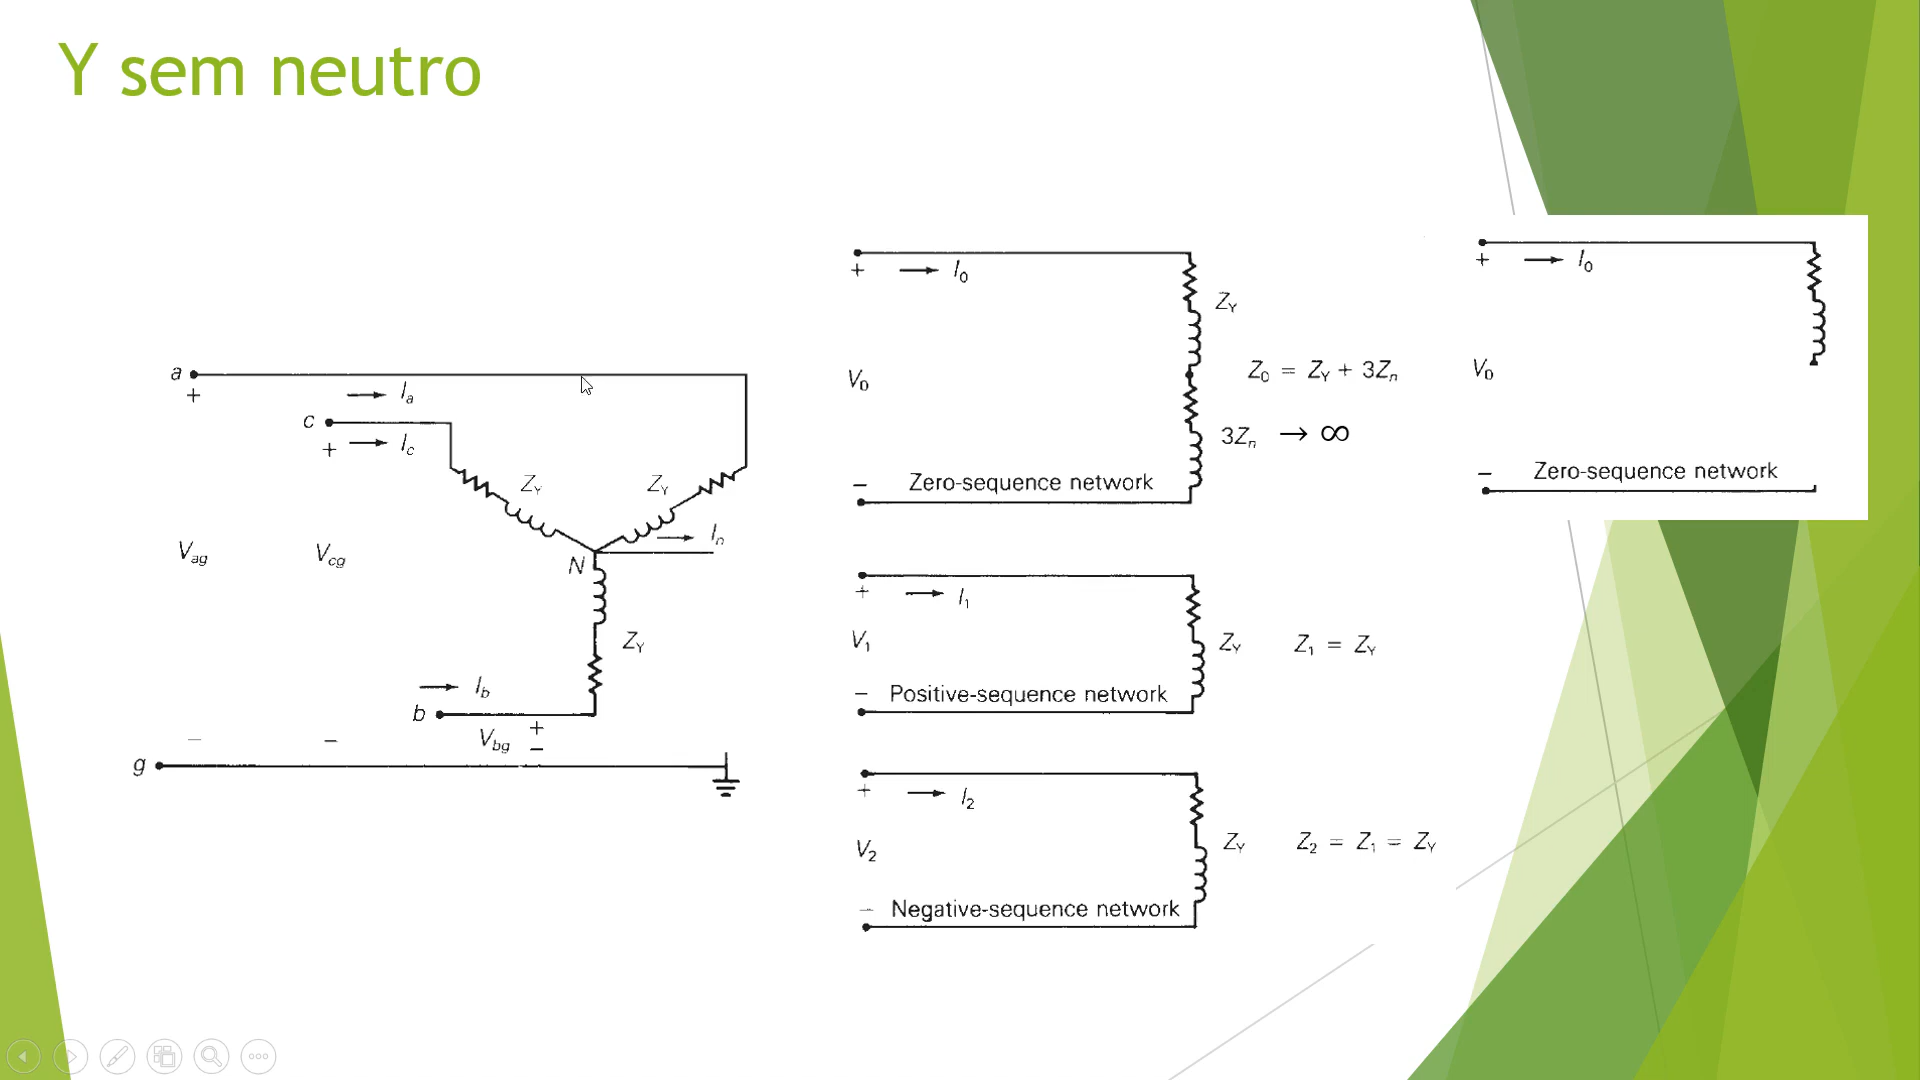 Y sem neutro
a
+
I_a
c
+
I_c
Z_Y
Z_Y
I_n
N
V_ag
V_cg
Z_Y
I_b
b
+
V_bg
−
−
−
g
+
I_0
Z_Y
V_0
Z_0 = Z_Y + 3Z_n
3Z_n → ∞
−
Zero-sequence network
+
I_0
V_0
−
Zero-sequence network
+
I_1
V_1
Z_Y
Z_1 = Z_Y
−
Positive-sequence network
+
I_2
V_2
Z_Y
Z_2 = Z_1 = Z_Y
−
Negative-sequence network